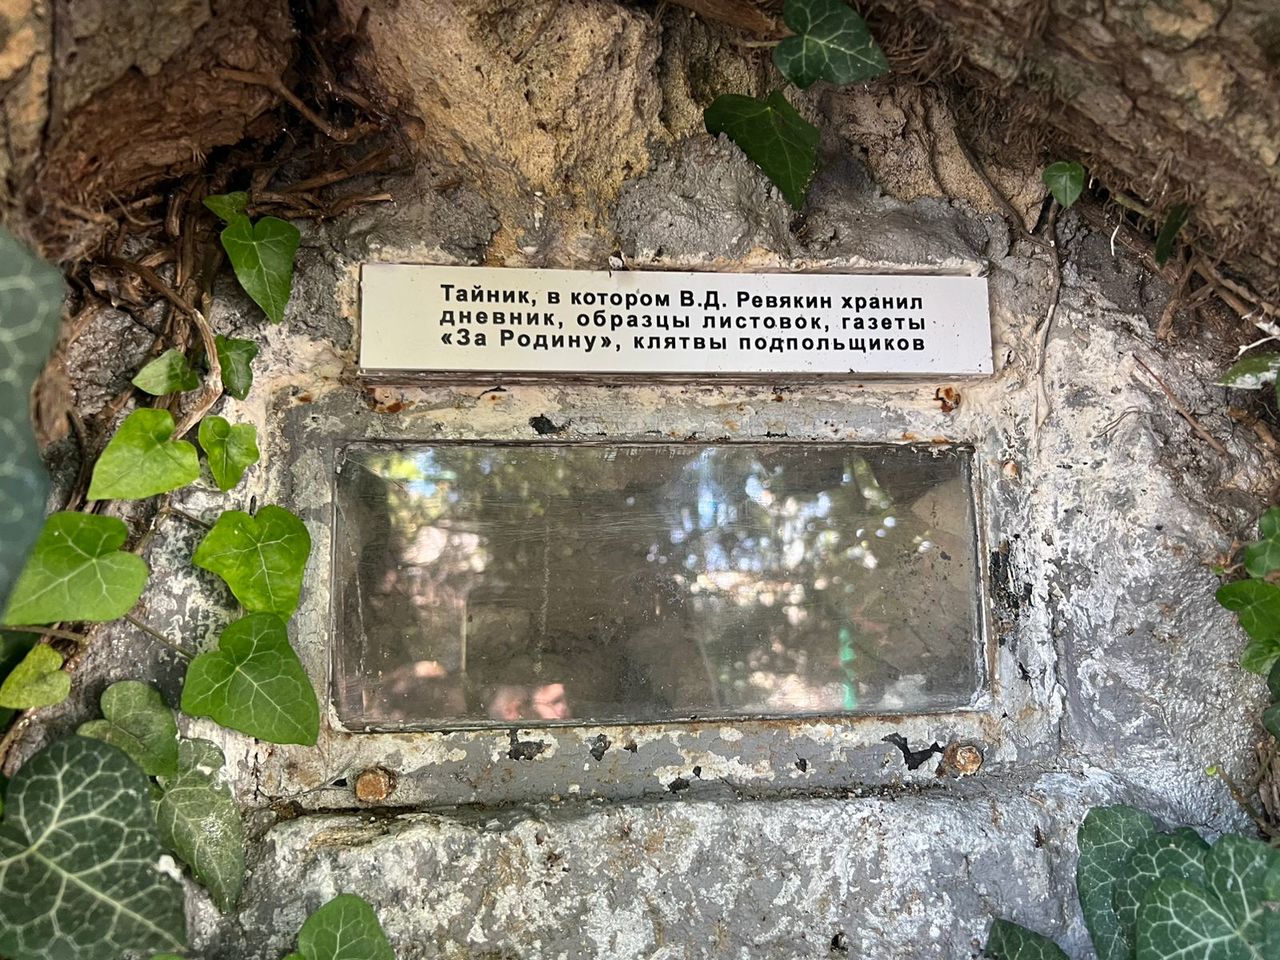 Тайник, в котором В.Д. Ревякин хранил
дневник, образцы листовок, газеты
«За Родину», клятвы подпольщиков